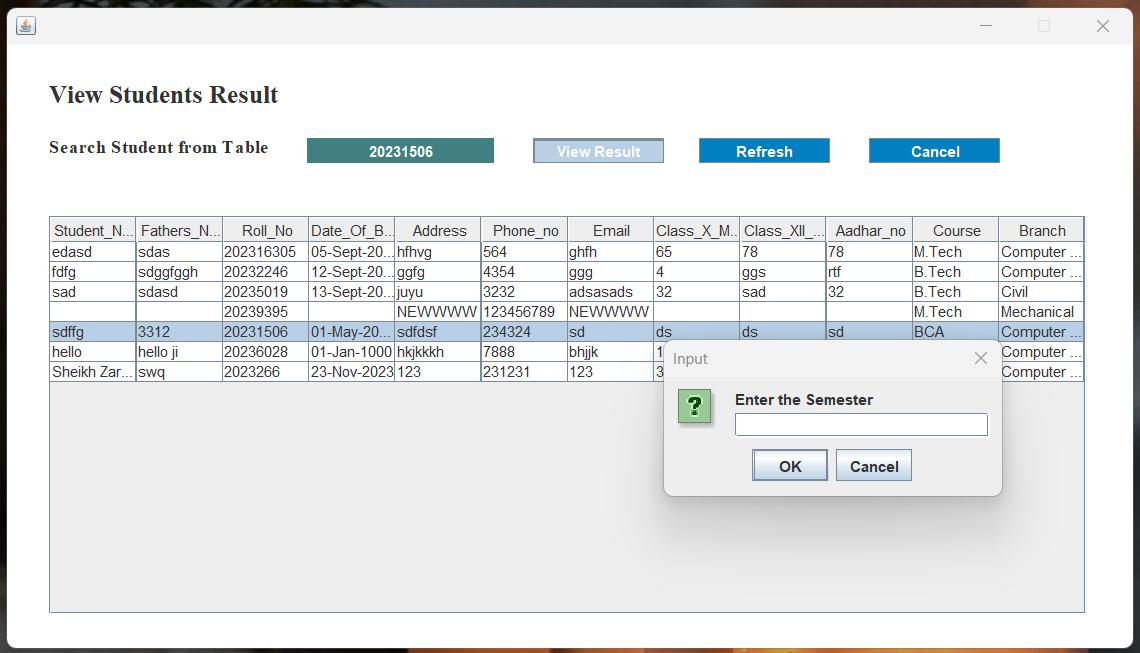 View Students Result
Search Student from Table 20231506 View Result Refresh Cancel
Student_N... Fathers_N... Roll_No Date_Of_B... Address Phone_no Email Class_X_M... Class_XII_... Aadhar_no Course Branch
edasd sdas 202316305 05-Sept-20... hfhvg 564 ghfh 65 78 78 M.Tech Computer ...
fdfg sdggfggh 20232246 12-Sept-20... ggfg 4354 ggg 4 ggs rtf B.Tech Computer ...
sad sdasd 20235019 13-Sept-20... juyu 3232 adsasads 32 sad 32 B.Tech Civil
20239395 NEWWWW 123456789 NEWWWW M.Tech Mechanical
sdffg 3312 20231506 01-May-20... sdfdsf 234324 sd ds ds sd BCA Computer ...
hello hello ji 20236028 01-Jan-1000 hkjkkkh 7888 bhjjk 1 Computer ...
Sheikh Zar... swq 2023266 23-Nov-2023 123 231231 123 3 Computer ...
Input
?
Enter the Semester
OK Cancel